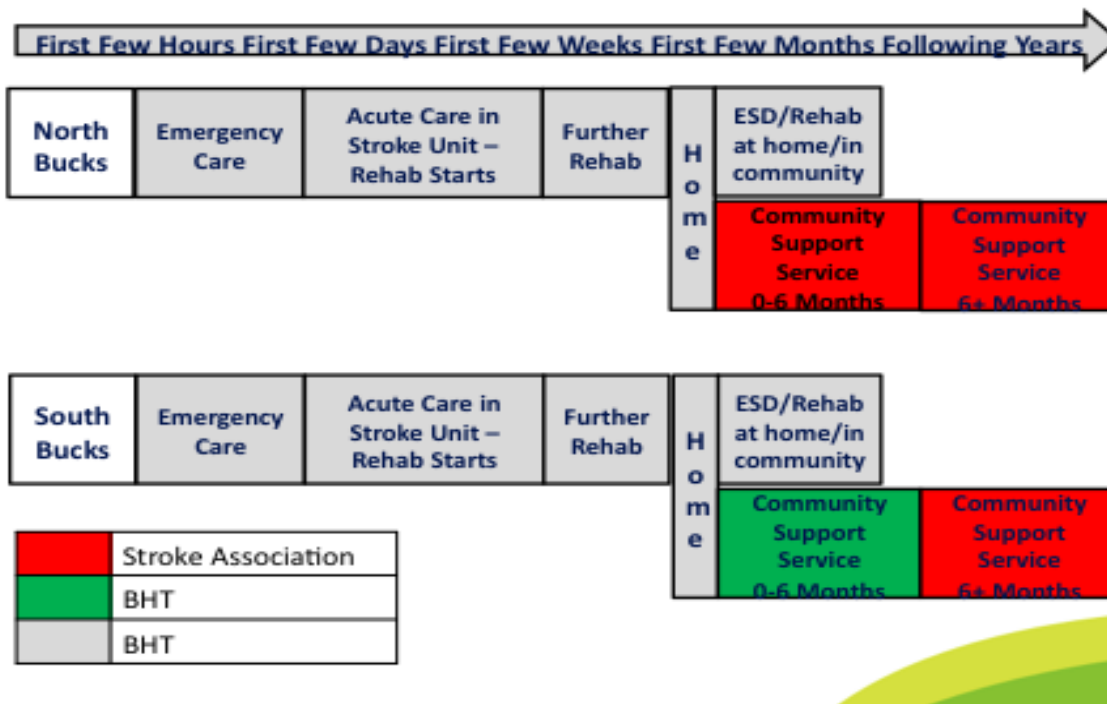 First Few Hours First Few Days First Few Weeks First Few Months Following Years
North
Bucks
Emergency
Care
Acute Care in
Stroke Unit –
Rehab Starts
Further
Rehab
Home
ESD/Rehab
at home/in
community
Community
Support
Service
0-6 Months
Community
Support
Service
6+ Months
South
Bucks
Emergency
Care
Acute Care in
Stroke Unit –
Rehab Starts
Further
Rehab
Home
ESD/Rehab
at home/in
community
Community
Support
Service
0-6 Months
Community
Support
Service
6+ Months
Stroke Association
BHT
BHT